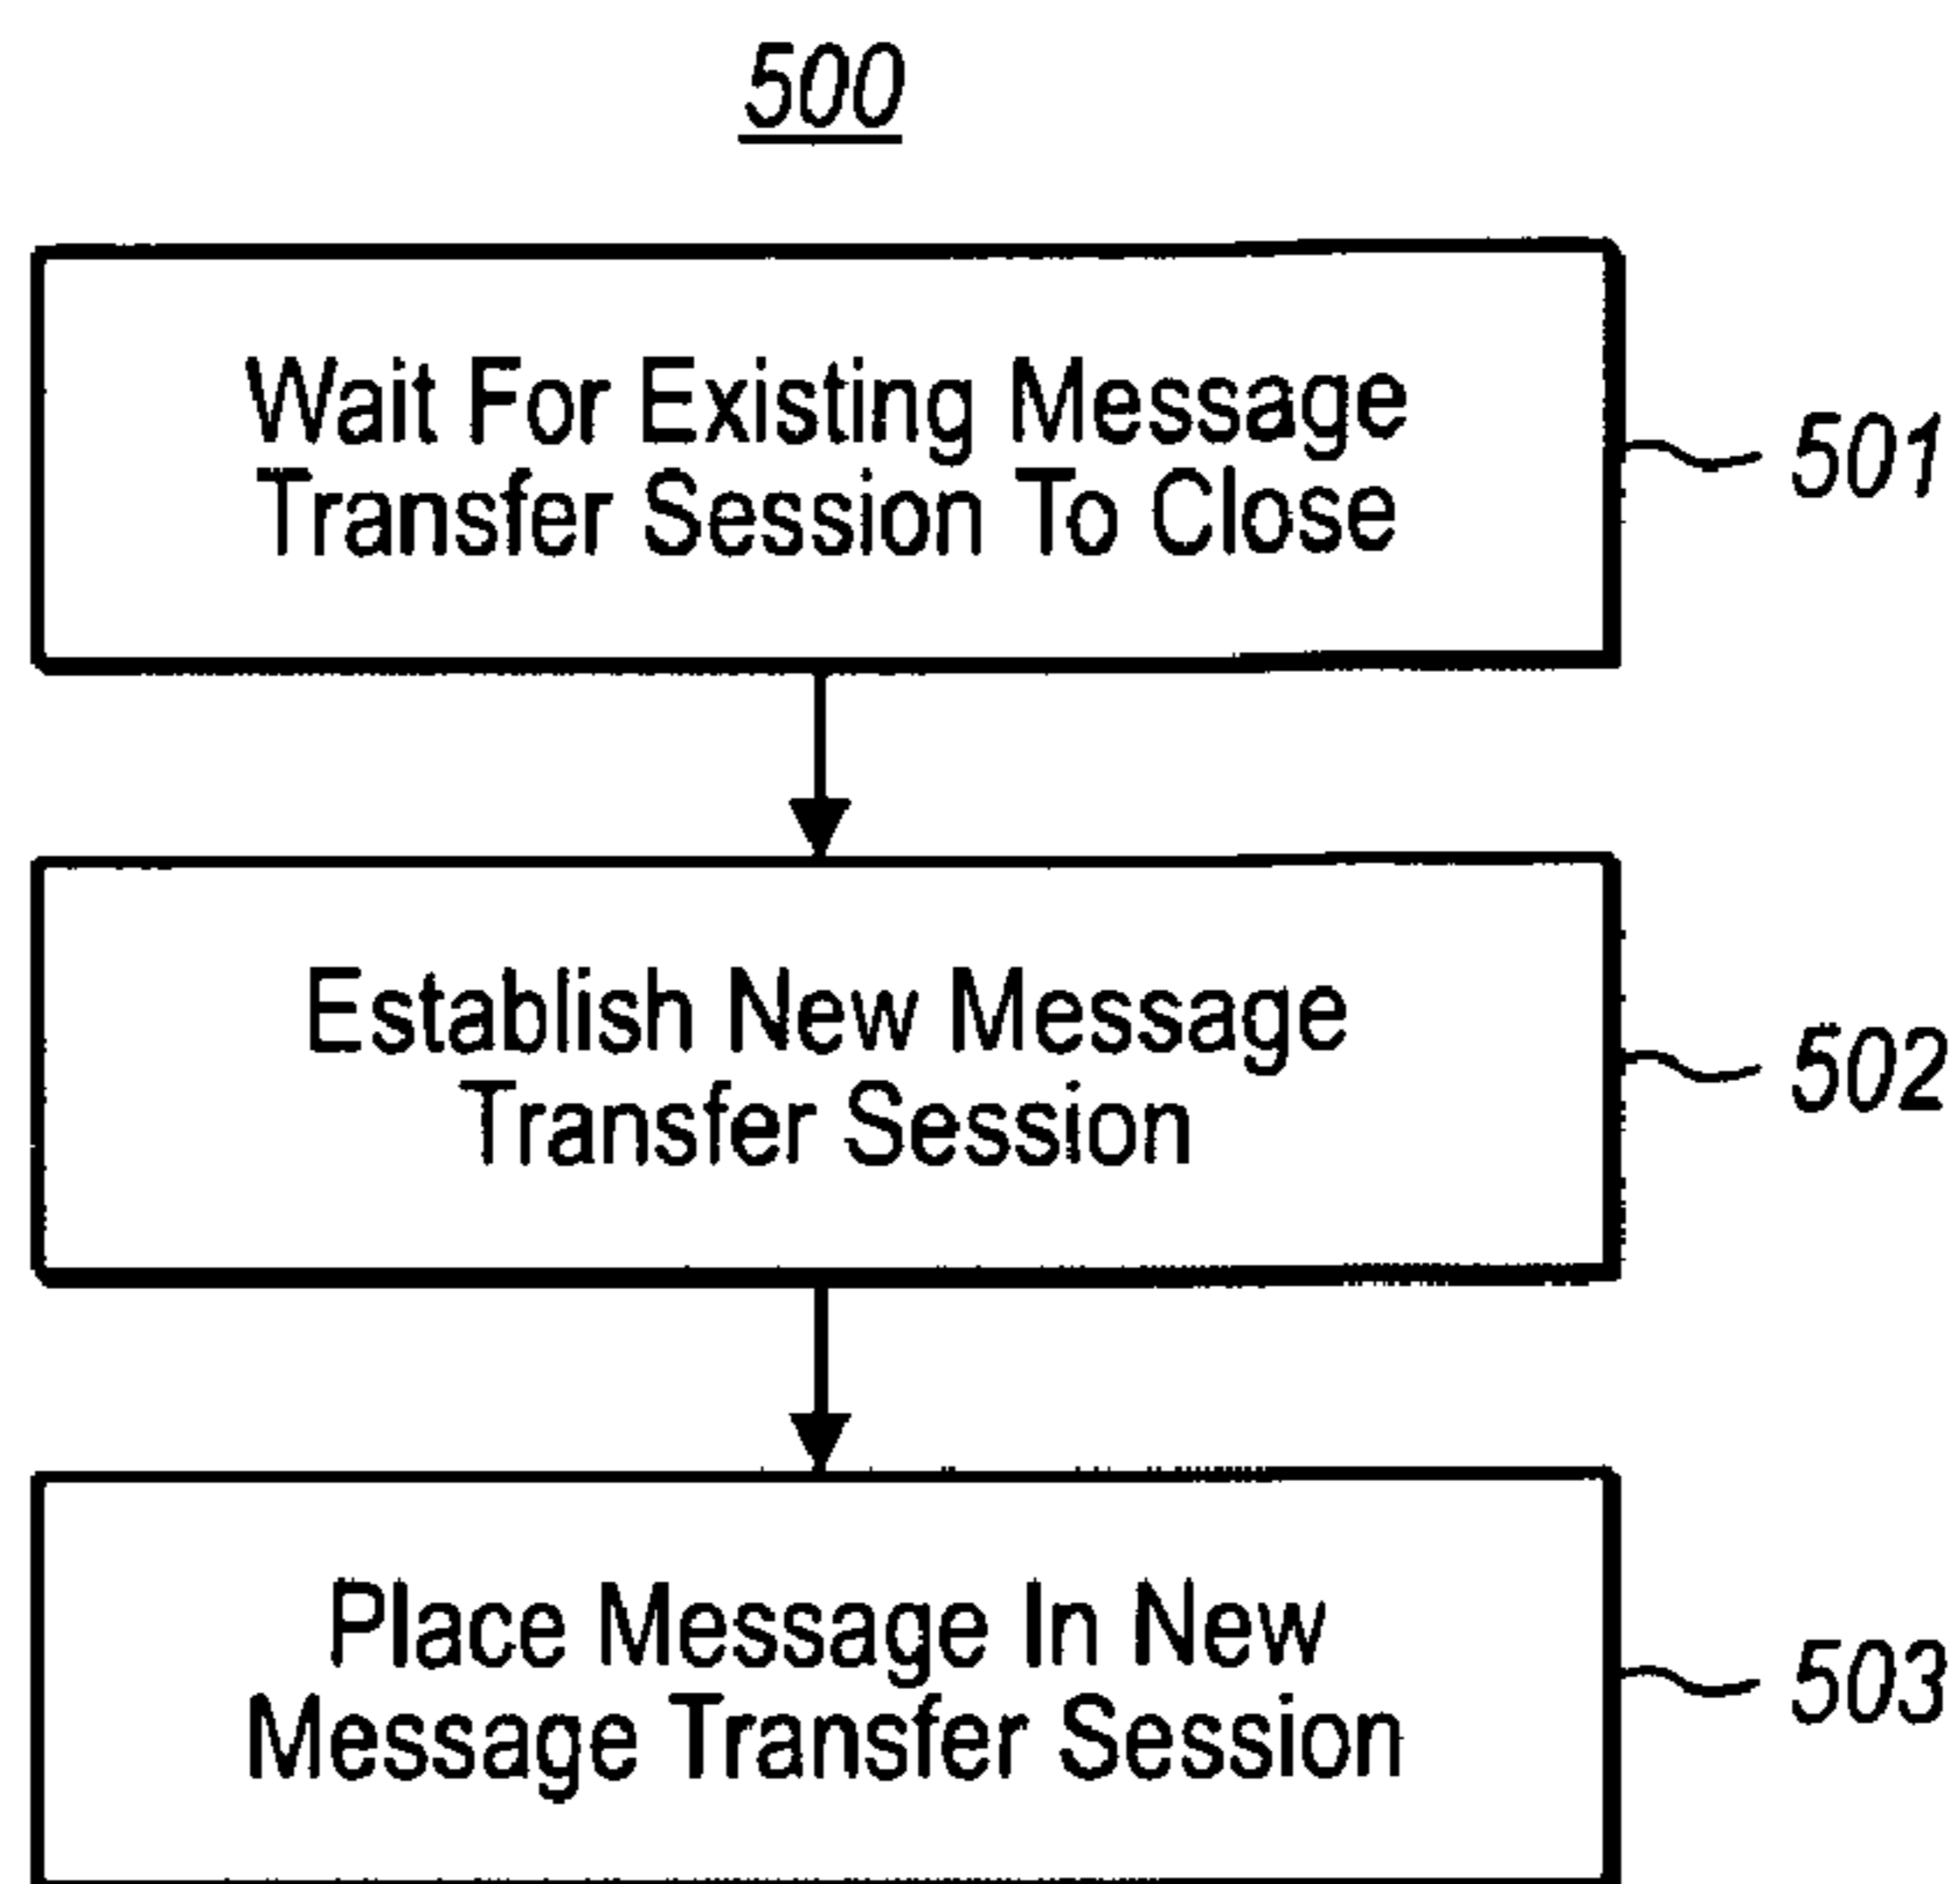 500
Wait For Existing Message
Transfer Session To Close
501
Establish New Message
Transfer Session
502
Place Message In New
Message Transfer Session
503